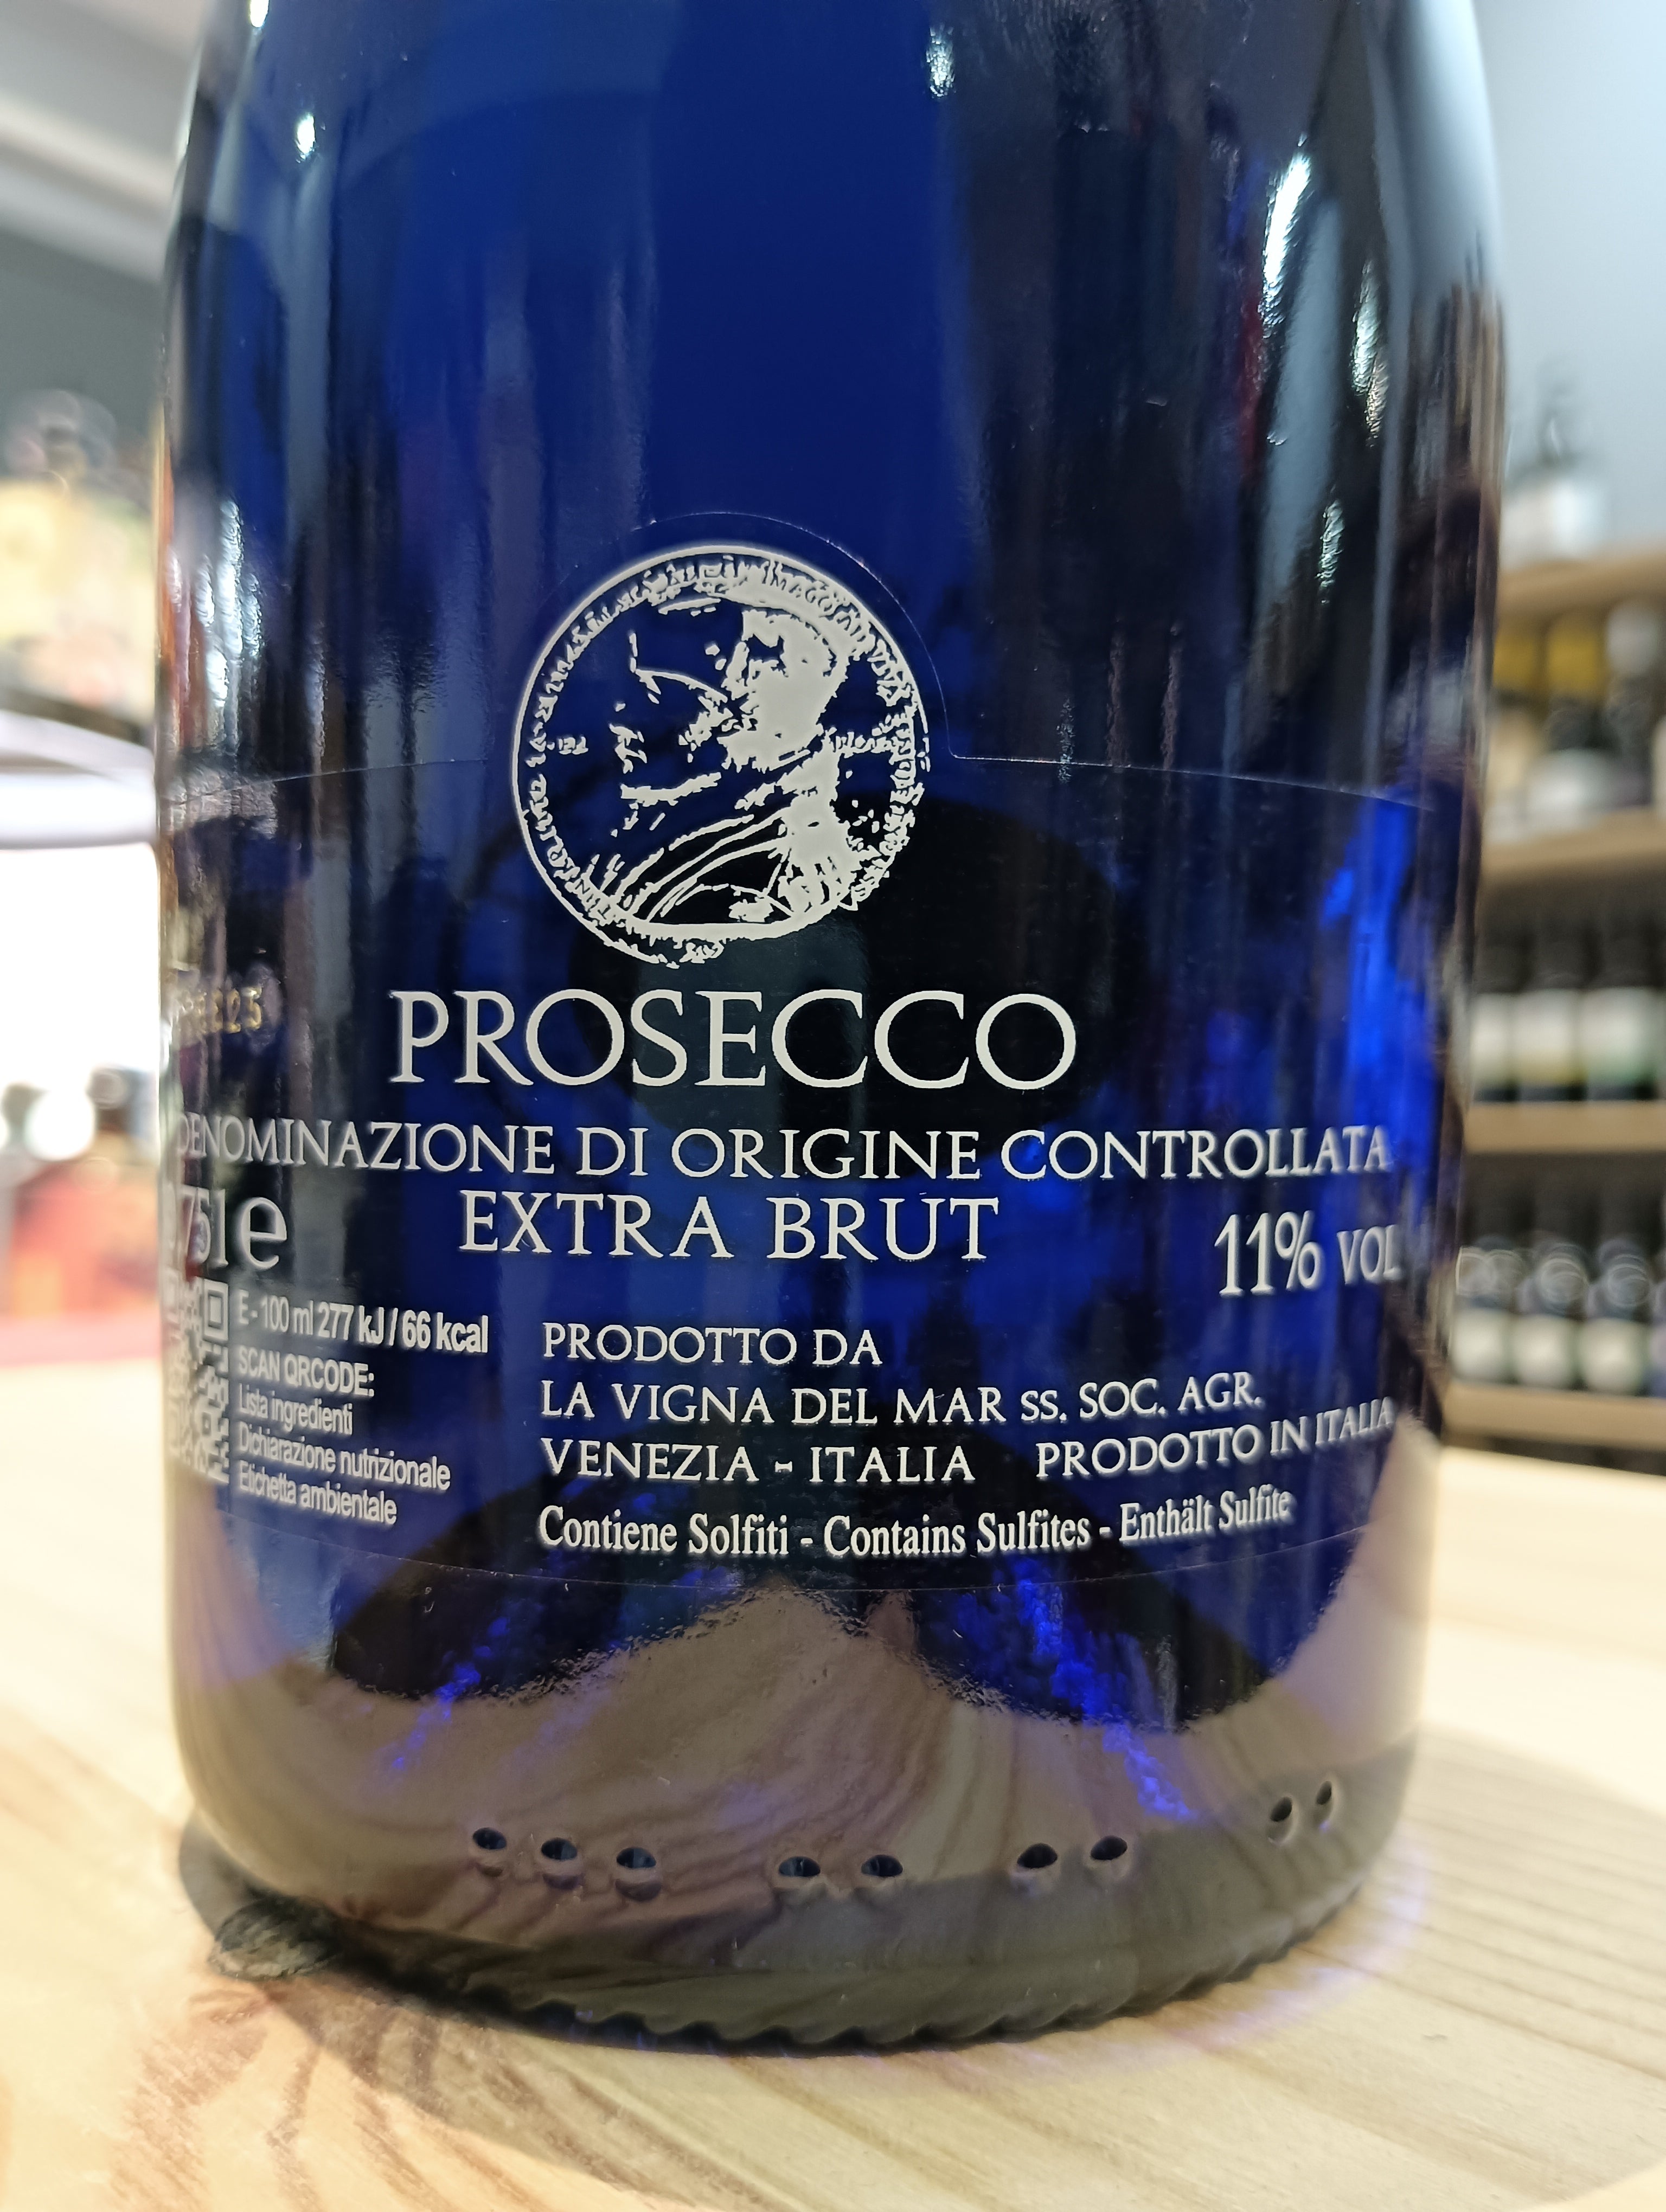 PROSECCO
DENOMINAZIONE DI ORIGINE CONTROLLATA
EXTRA BRUT
75 l e
11% VOL
E - 100 ml 277 kJ / 66 kcal
SCAN QRCODE:
Lista ingredienti
Dichiarazione nutrizionale
Etichetta ambientale
PRODOTTO DA
LA VIGNA DEL MAR SS. SOC. AGR.
VENEZIA - ITALIA PRODOTTO IN ITALIA
Contiene Solfiti - Contains Sulfites - Enthält Sulfite